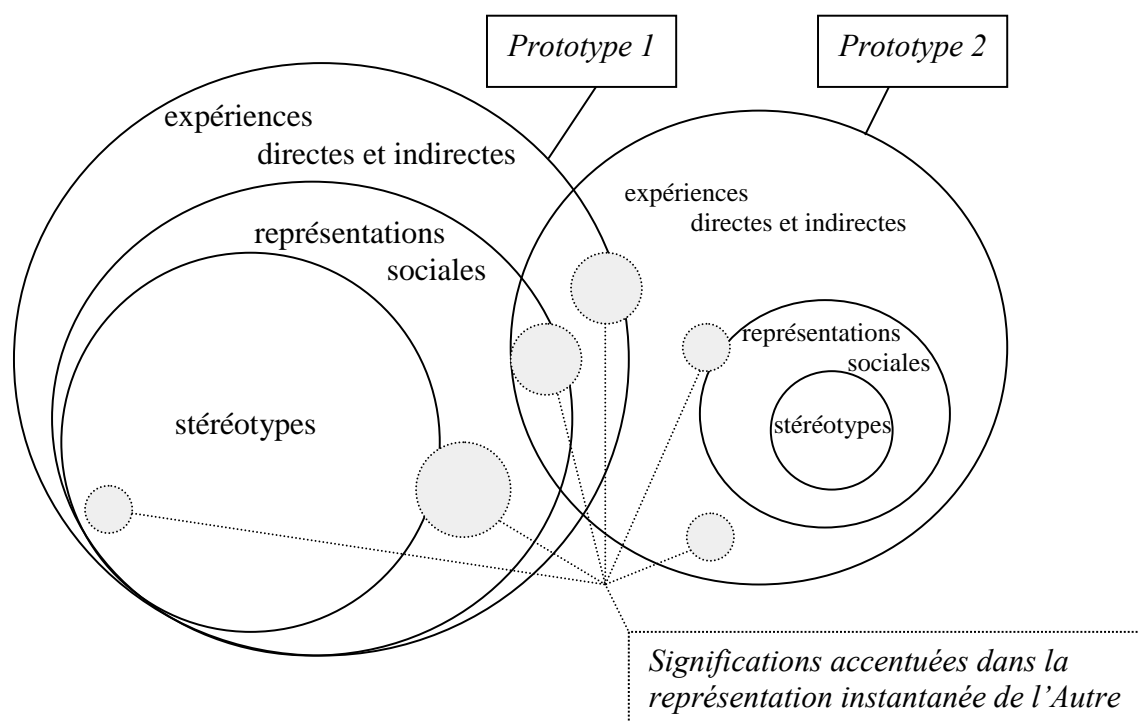 Prototype 1
Prototype 2
expériences
directes et indirectes
représentations
sociales
stéréotypes
expériences
directes et indirectes
représentations
sociales
stéréotypes
Significations accentuées dans la
représentation instantanée de l’Autre